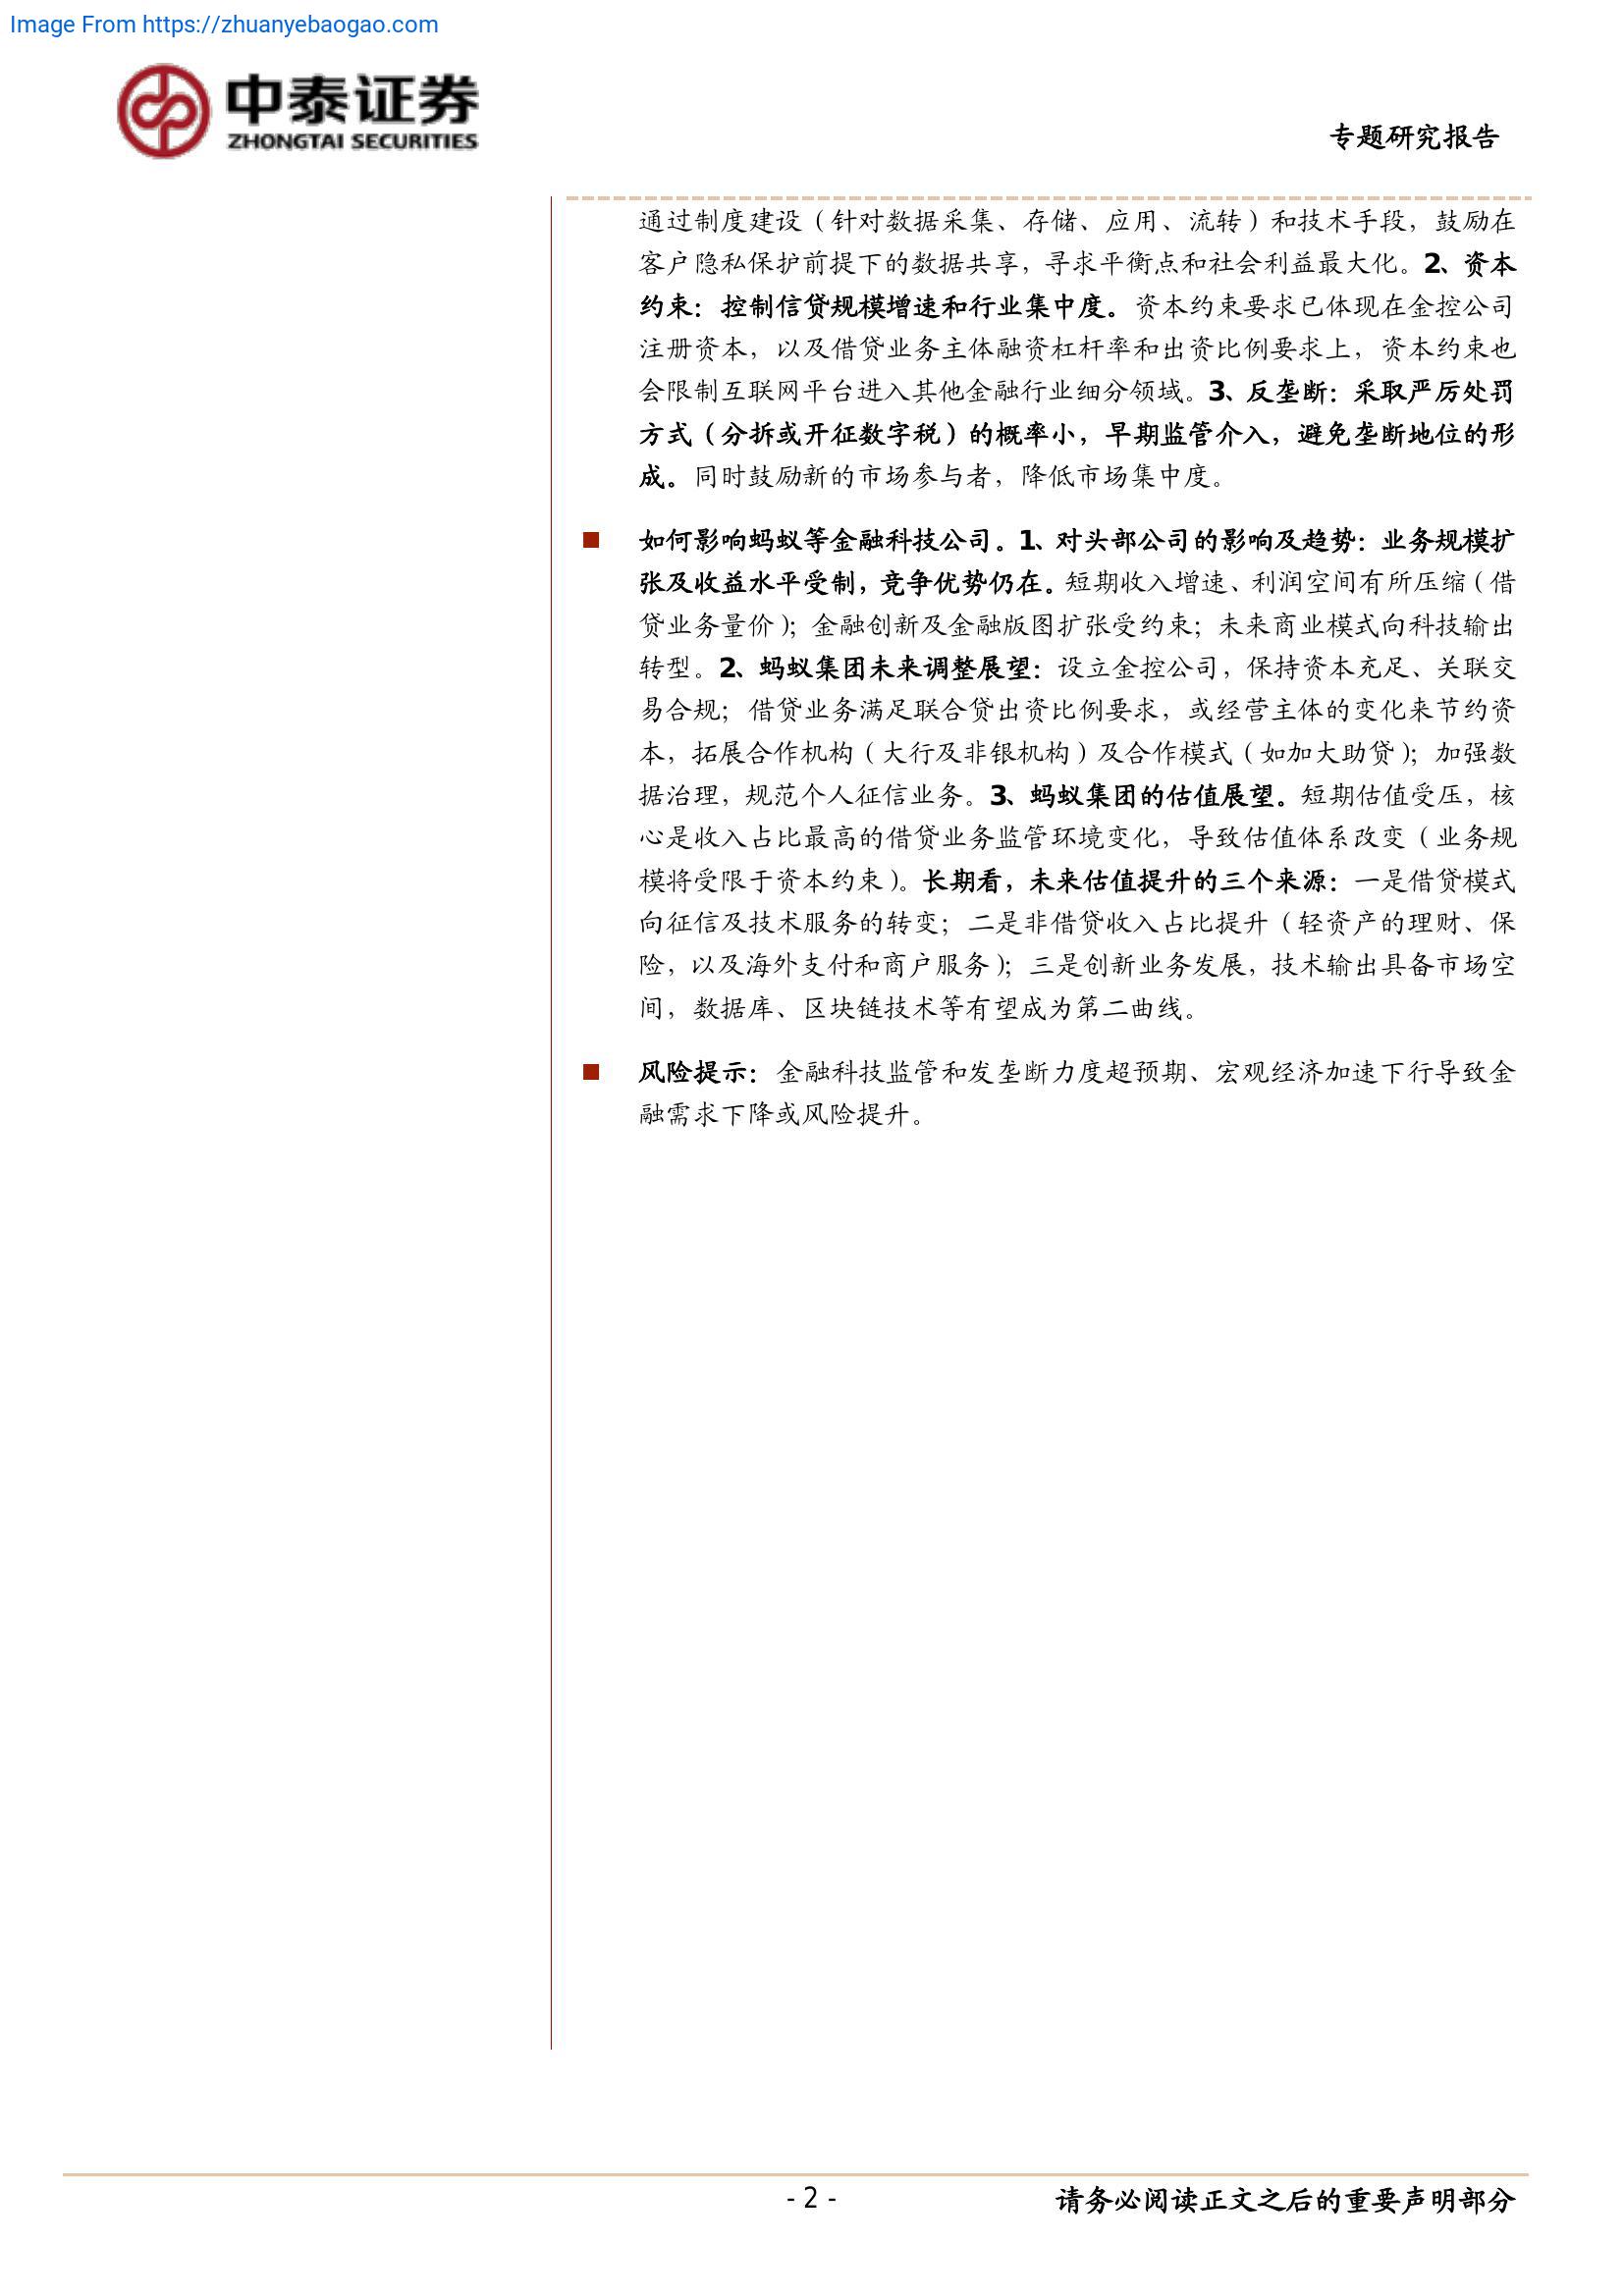 Image From https://zhuanyebaogao.com
中泰证券
ZHONGTAI SECURITIES
专题研究报告
通过制度建设（针对数据采集、存储、应用、流转）和技术手段，鼓励在
客户隐私保护前提下的数据共享，寻求平衡点和社会利益最大化。2、资本
约束：控制信贷规模增速和行业集中度。资本约束要求已体现在金控公司
注册资本，以及借贷业务主体融资杠杆率和出资比例要求上，资本约束也
会限制互联网平台进入其他金融行业细分领域。3、反垄断：采取严厉处罚
方式（分拆或开征数字税）的概率小，早期监管介入，避免垄断地位的形
成。同时鼓励新的市场参与者，降低市场集中度。
■ 如何影响蚂蚁等金融科技公司。1、对头部公司的影响及趋势：业务规模扩
张及收益水平受制，竞争优势仍在。短期收入增速、利润空间有所压缩（借
贷业务量价）；金融创新及金融版图扩张受约束；未来商业模式向科技输出
转型。2、蚂蚁集团未来调整展望：设立金控公司，保持资本充足、关联交
易合规；借贷业务满足联合贷出资比例要求，或经营主体的变化来节约资
本，拓展合作机构（大行及非银机构）及合作模式（如加大助贷）；加强数
据治理，规范个人征信业务。3、蚂蚁集团的估值展望。短期估值受压，核
心是收入占比最高的借贷业务监管环境变化，导致估值体系改变（业务规
模将受限于资本约束）。长期看，未来估值提升的三个来源：一是借贷模式
向征信及技术服务的转变；二是非借贷收入占比提升（轻资产的理财、保
险，以及海外支付和商户服务）；三是创新业务发展，技术输出具备市场空
间，数据库、区块链技术等有望成为第二曲线。
■ 风险提示：金融科技监管和发垄断力度超预期、宏观经济加速下行导致金
融需求下降或风险提升。
- 2 -
请务必阅读正文之后的重要声明部分